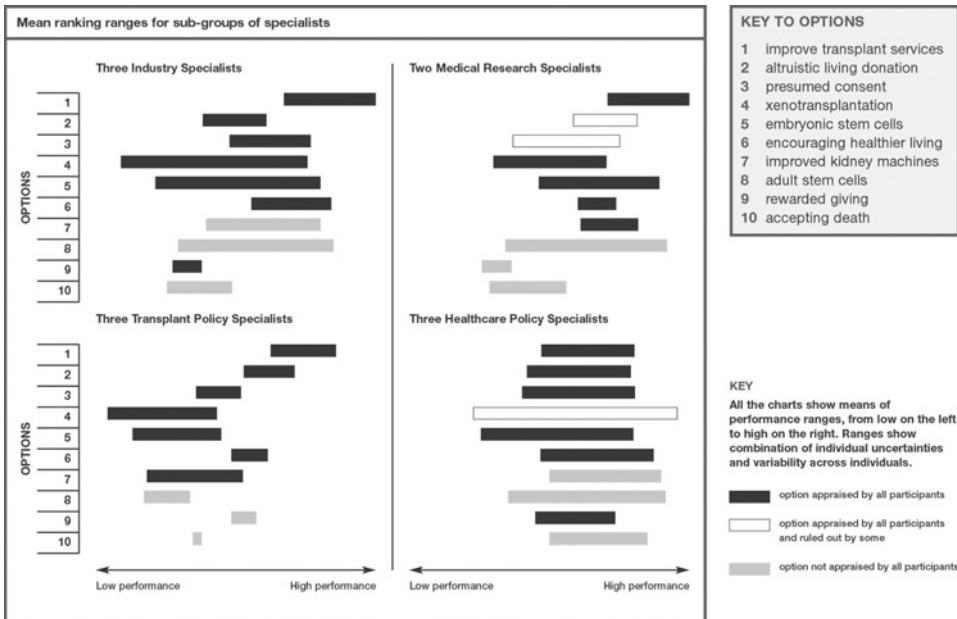 Mean ranking ranges for sub-groups of specialists
Three Industry Specialists
OPTIONS
1
2
3
4
5
6
7
8
9
10
Two Medical Research Specialists
Three Transplant Policy Specialists
OPTIONS
1
2
3
4
5
6
7
8
9
10
Low performance
High performance
Three Healthcare Policy Specialists
Low performance
High performance
KEY TO OPTIONS
1 improve transplant services
2 altruistic living donation
3 presumed consent
4 xenotransplantation
5 embryonic stem cells
6 encouraging healthier living
7 improved kidney machines
8 adult stem cells
9 rewarded giving
10 accepting death
KEY
All the charts show means of
performance ranges, from low on the left
to high on the right. Ranges show
combination of individual uncertainties
and variability across individuals.
option appraised by all participants
option appraised by all participants
and ruled out by some
option not appraised by all participants